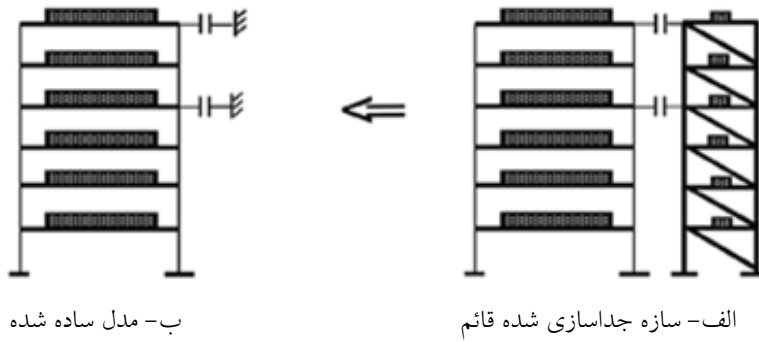 الف- سازه جداسازی شده قائم
ب- مدل ساده شده